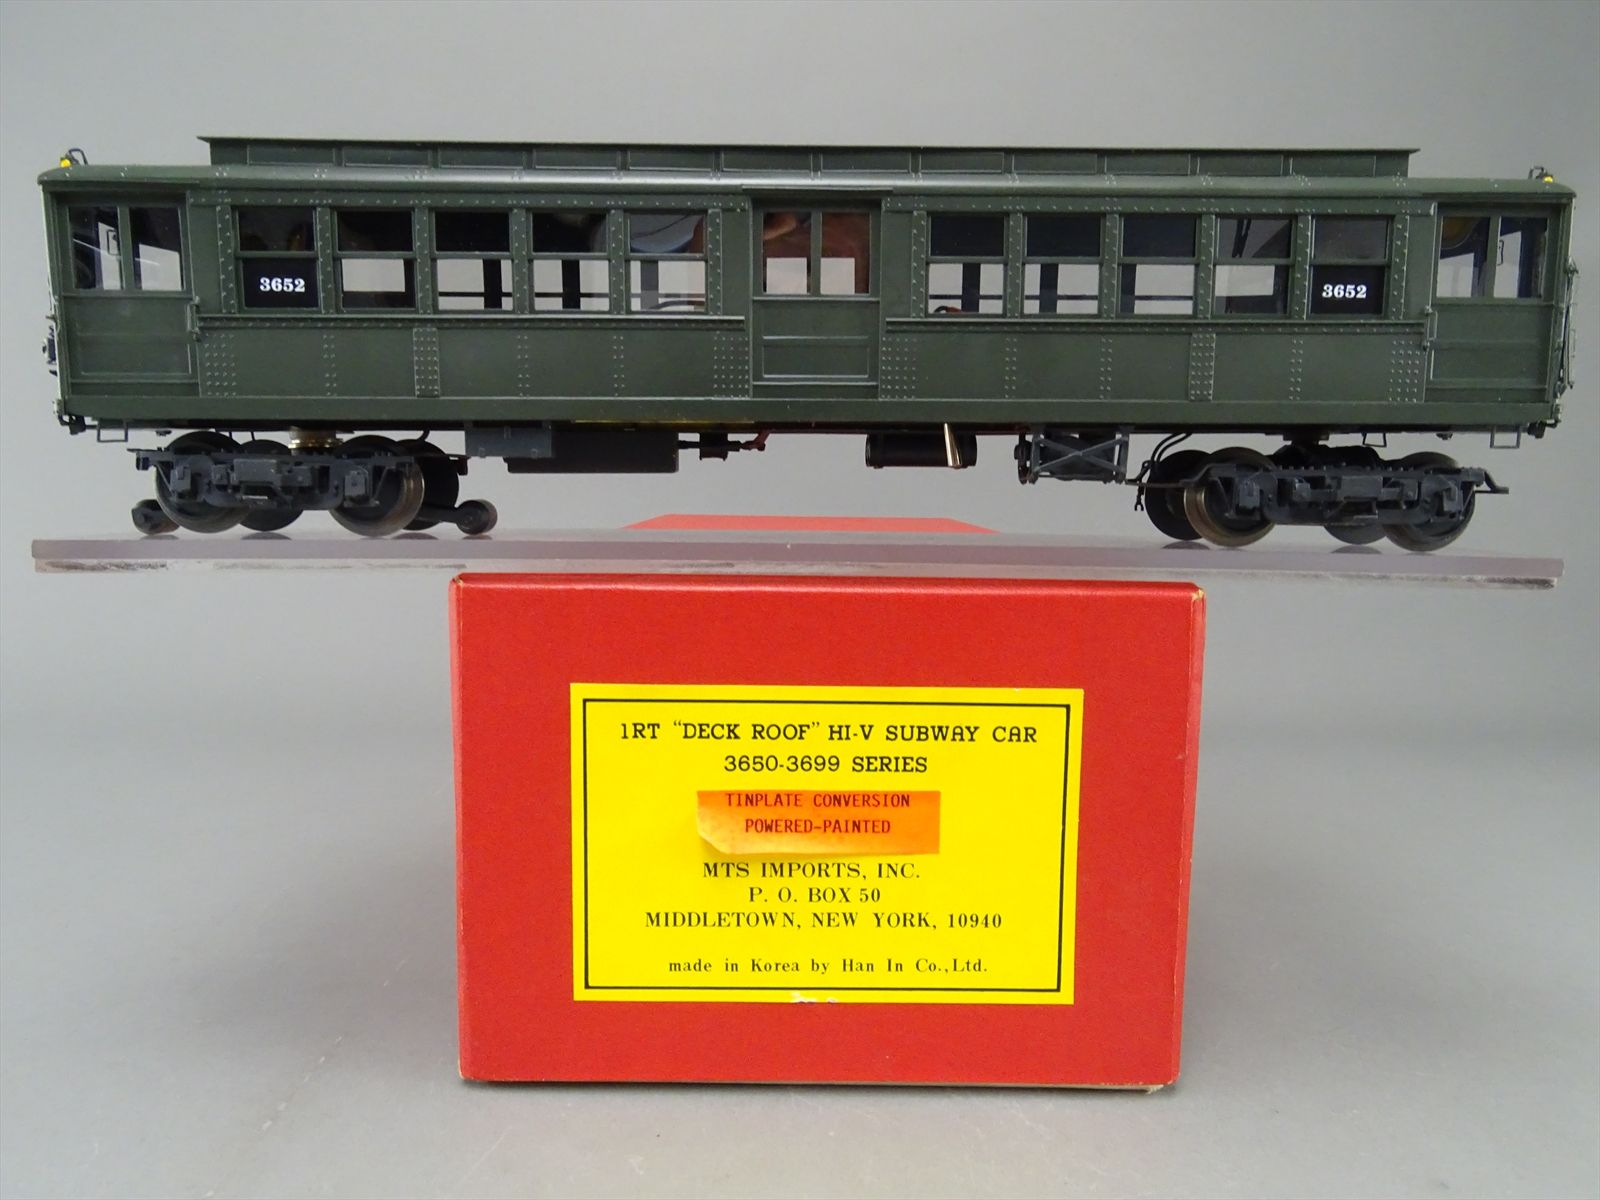 3652
3652
1RT "DECK ROOF" HI-V SUBWAY CAR
3650-3699 SERIES
TINPLATE CONVERSION
POWERED-PAINTED
MTS IMPORTS, INC.
P. O. BOX 50
MIDDLETOWN, NEW YORK, 10940
made in Korea by Han In Co., Ltd.